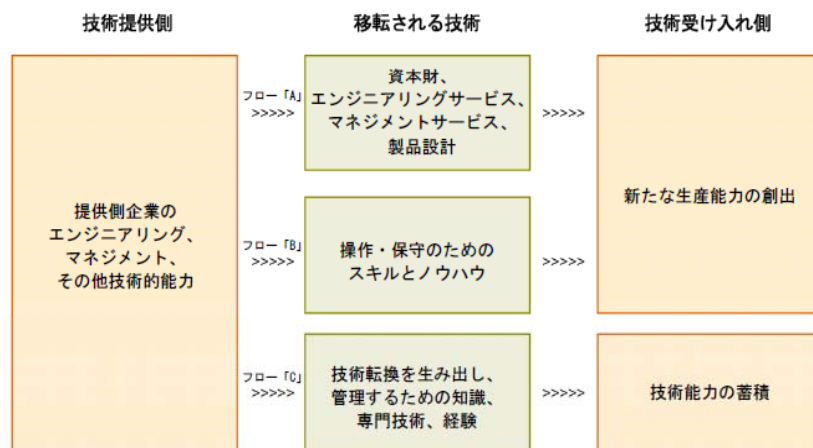 技術提供側
移転される技術
技術受け入れ側
提供側企業の
エンジニアリング、
マネジメント、
その他技術的能力
フロー「A」
>>>>>
資本財、
エンジニアリングサービス、
マネジメントサービス、
製品設計
>>>>>
フロー「B」
>>>>>
操作・保守のための
スキルとノウハウ
>>>>>
新たな生産能力の創出
フロー「C」
>>>>>
技術転換を生み出し、
管理するための知識、
専門技術、経験
>>>>>
技術能力の蓄積